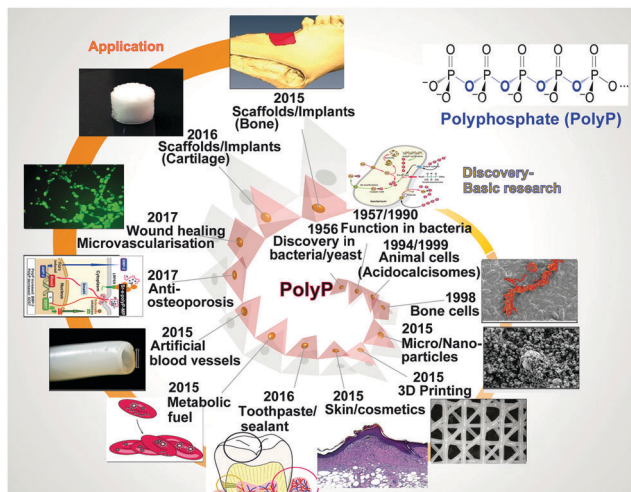 Application
Polyphosphate (PolyP)
Discovery-
Basic research
1956
Discovery in
bacteria/yeast
1957/1990
Function in bacteria
1994/1999
Animal cells
(Acidocalcisomes)
1998
Bone cells
2015
Micro/Nano-
particles
2015
3D Printing
2015
Skin/cosmetics
2016
Toothpaste/
sealant
2015
Metabolic
fuel
2015
Artificial
blood vessels
2017
Anti-
osteoporosis
2017
Wound healing
Microvascularisation
2016
Scaffolds/Implants
(Cartilage)
2015
Scaffolds/Implants
(Bone)
PolyP
O O O O O
P O P O P O P O P O ...
⁻O ⁻O ⁻O ⁻O ⁻O
Nucleus
Cytoplasm